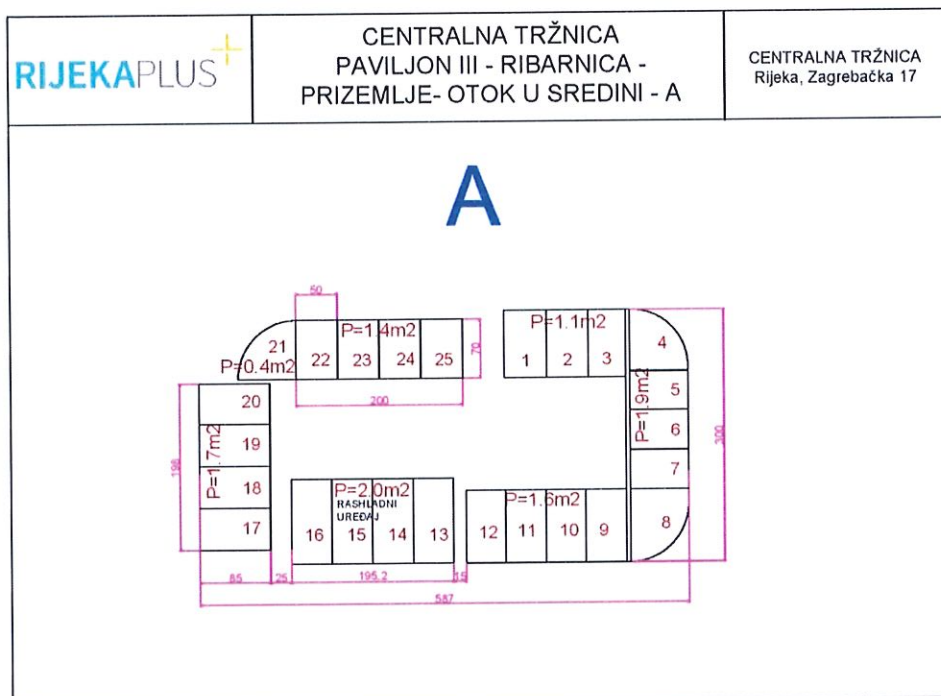 RIJEKAPLUS
CENTRALNA TRŽNICA
PAVILJON III - RIBARNICA -
PRIZEMLJE- OTOK U SREDINI - A
CENTRALNA TRŽNICA
Rijeka, Zagrebačka 17
A
50
P=1.4m2
21
22
23
24
25
70
P=0.4m2
200
P=1.1m2
1
2
3
4
5
6
7
8
P=1.9m2
300
20
19
18
17
P=1.7m2
198
P=2.0m2
RASHLADNI
UREĐAJ
16
15
14
13
P=1.6m2
12
11
10
9
85
25
195.2
15
587